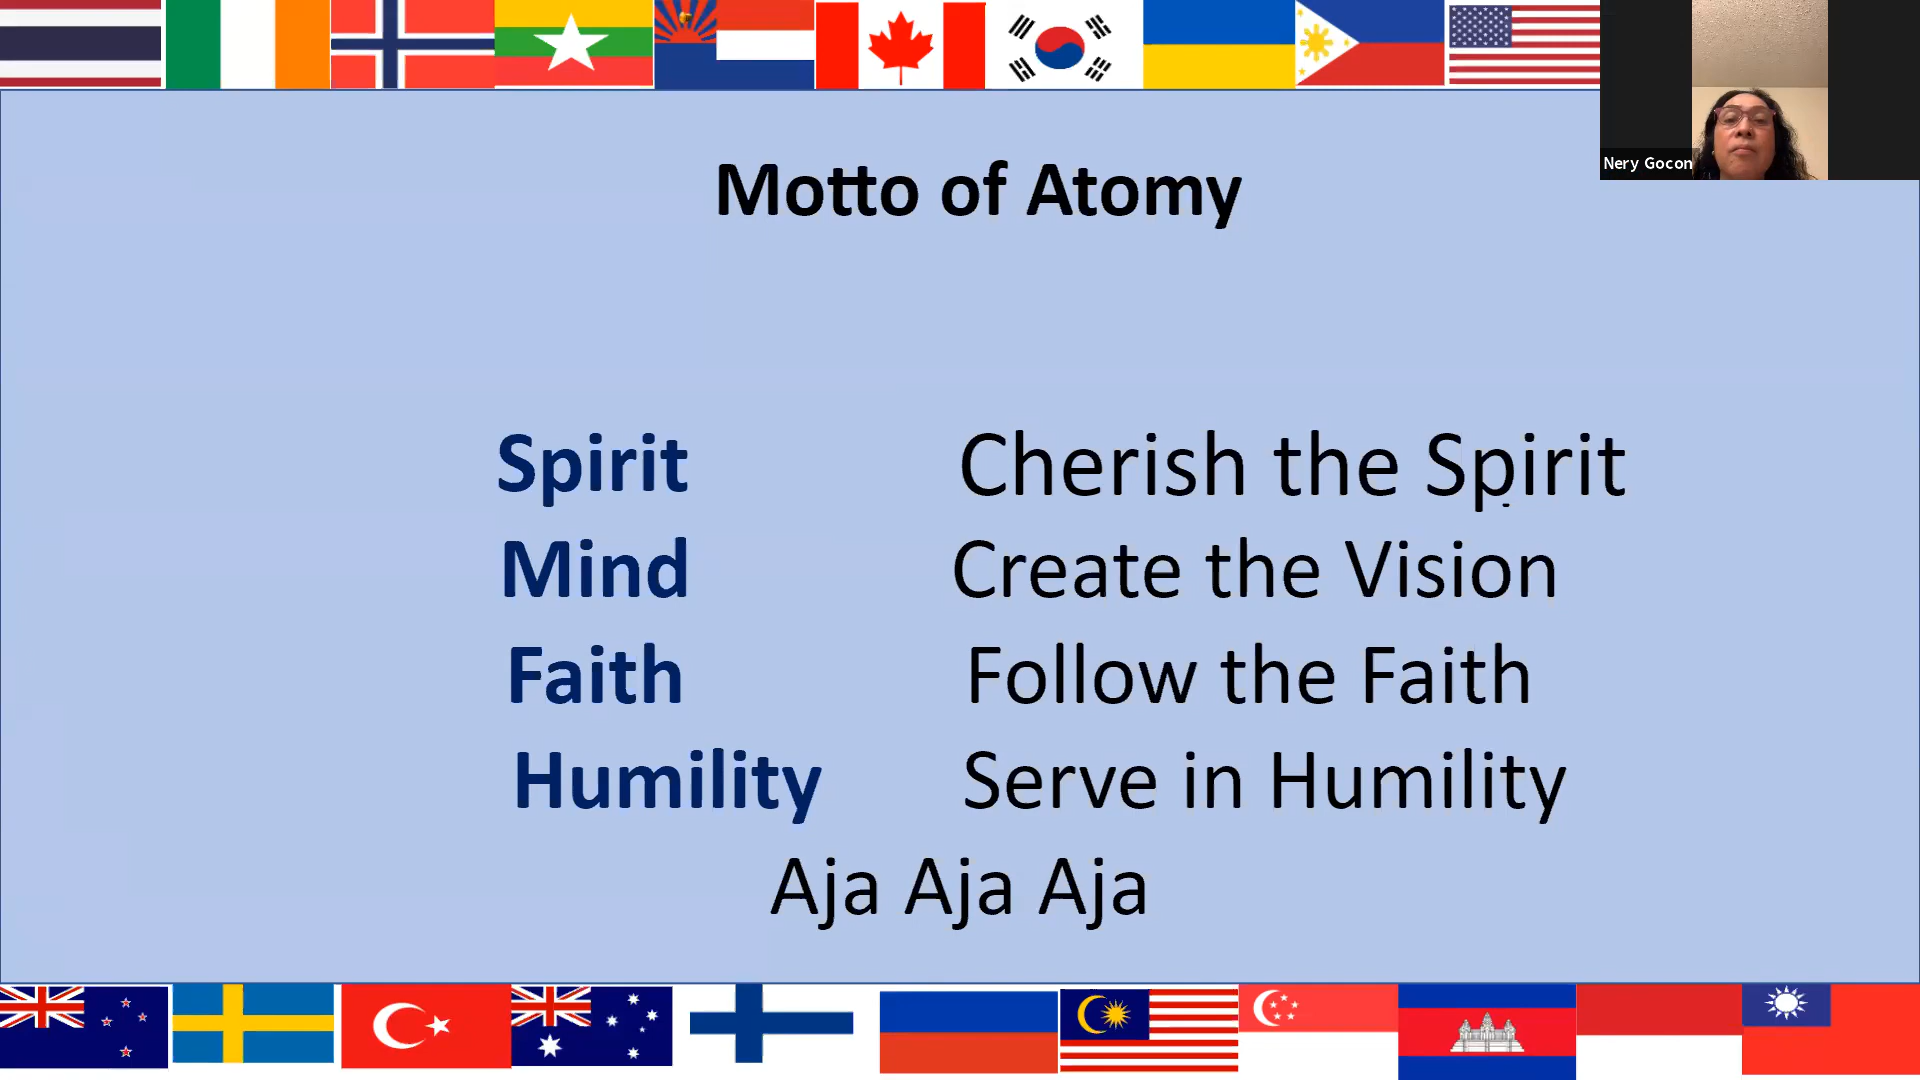 Motto of Atomy
Nery Gocon
Spirit Cherish the Spirit
Mind Create the Vision
Faith Follow the Faith
Humility Serve in Humility
Aja Aja Aja